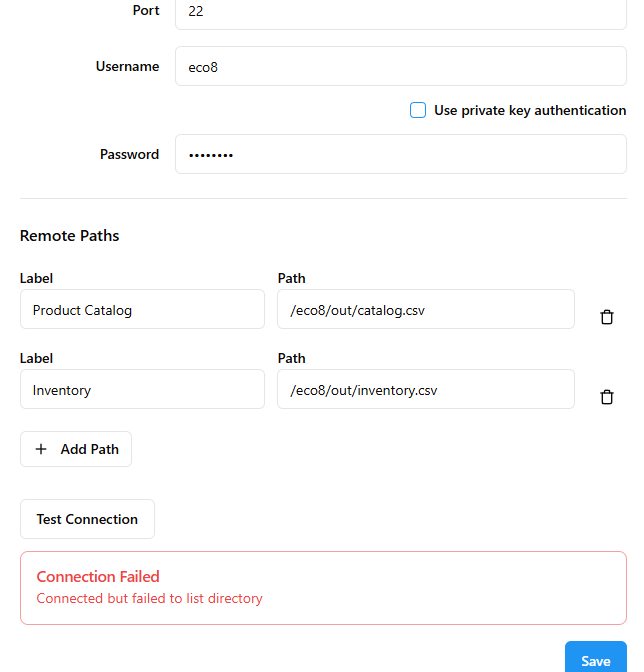 Port
22
Username
eco8
Use private key authentication
Password
••••••••
Remote Paths
Label Path
Product Catalog /eco8/out/catalog.csv
Label Path
Inventory /eco8/out/inventory.csv
+ Add Path
Test Connection
Connection Failed
Connected but failed to list directory
Save